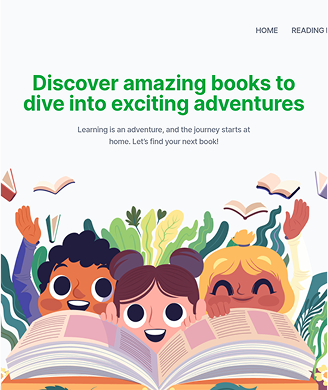 HOME READING
Discover amazing books to
dive into exciting adventures
Learning is an adventure, and the journey starts at
home. Let's find your next book!